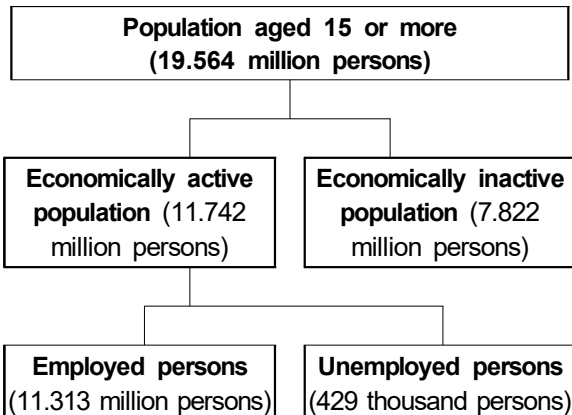 Population aged 15 or more
(19.564 million persons)
Economically active
population (11.742
million persons)
Economically inactive
population (7.822
million persons)
Employed persons
(11.313 million persons)
Unemployed persons
(429 thousand persons)